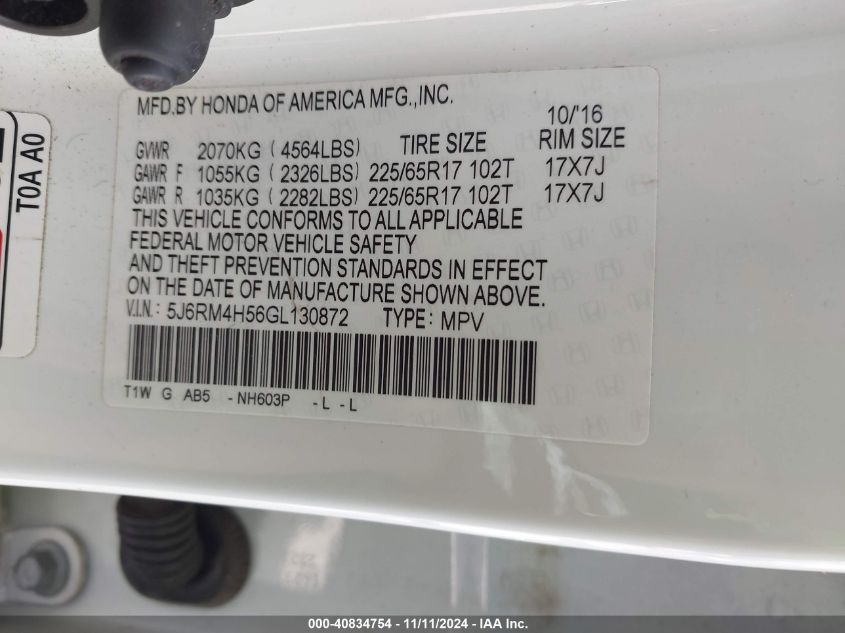 MFD.BY HONDA OF AMERICA MFG.,INC.
10/'16
GVWR 2070KG (4564LBS) TIRE SIZE RIM SIZE
GAWR F 1055KG (2326LBS) 225/65R17 102T 17X7J
GAWR R 1035KG (2282LBS) 225/65R17 102T 17X7J
THIS VEHICLE CONFORMS TO ALL APPLICABLE
FEDERAL MOTOR VEHICLE SAFETY
AND THEFT PREVENTION STANDARDS IN EFFECT
ON THE DATE OF MANUFACTURE SHOWN ABOVE.
V.I.N.: 5J6RM4H56GL130872 TYPE: MPV
T1W G AB5 -NH603P -L -L
T0A A0
000-40834754 - 11/11/2024 - IAA Inc.